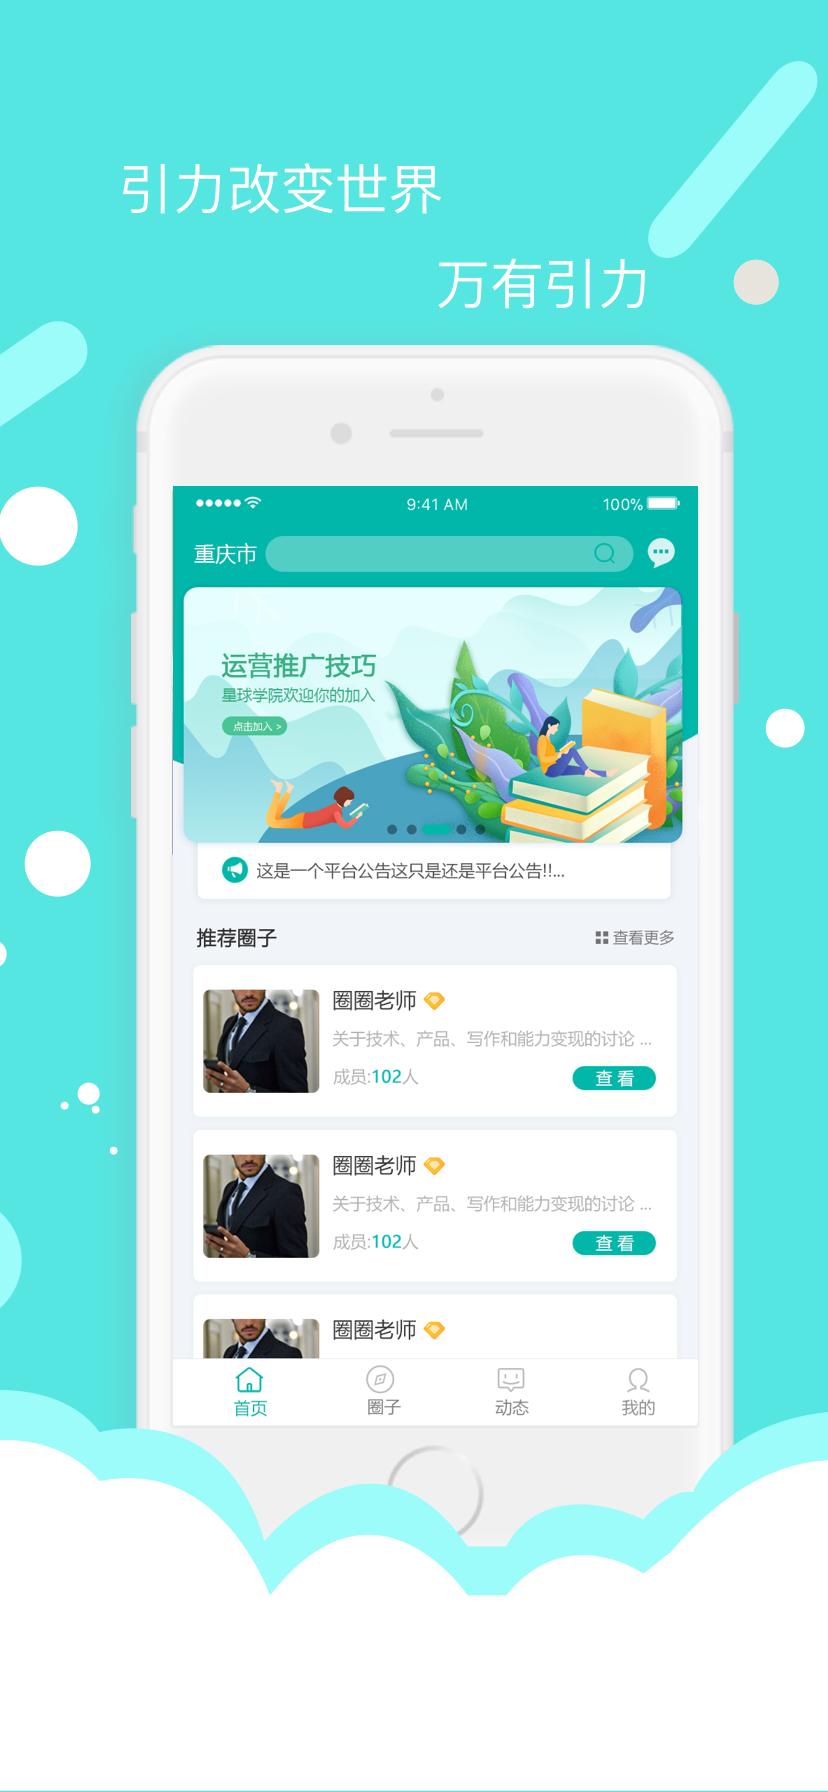 引力改变世界
万有引力
9:41 AM
100%
重庆市
运营推广技巧
星球学院欢迎你的加入
点击加入 >
这是一个平台公告这只是还是平台公告!!...
推荐圈子
查看更多
圈圈老师
关于技术、产品、写作和能力变现的讨论 ...
成员:102人
查 看
圈圈老师
关于技术、产品、写作和能力变现的讨论 ...
成员:102人
查 看
圈圈老师
首页
圈子
动态
我的